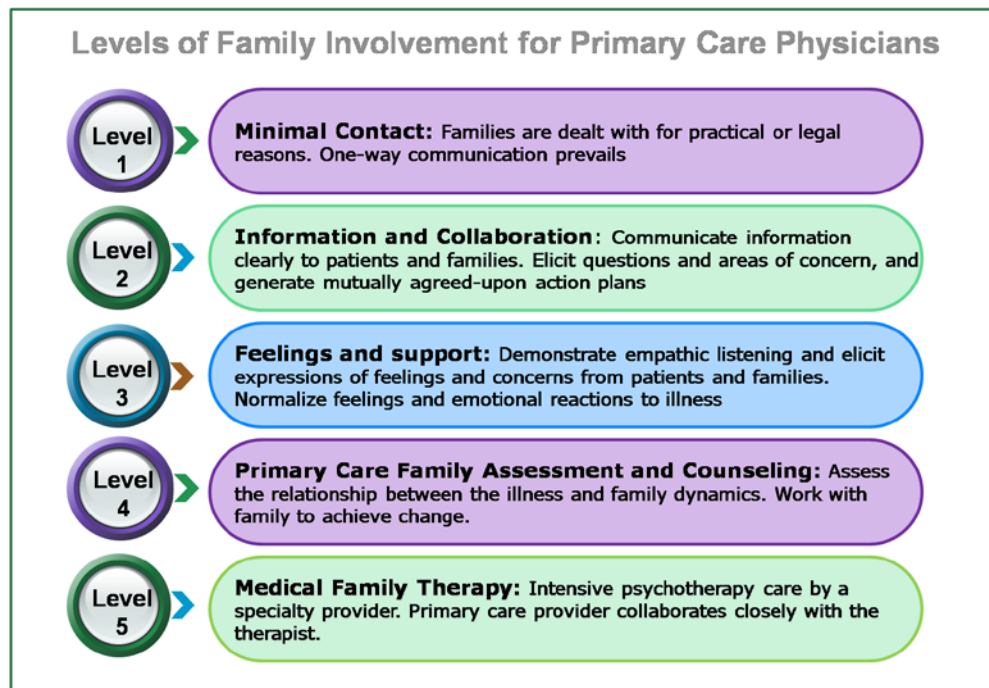 Levels of Family Involvement for Primary Care Physicians
Level
1
Minimal Contact: Families are dealt with for practical or legal
reasons. One-way communication prevails
Level
2
Information and Collaboration: Communicate information
clearly to patients and families. Elicit questions and areas of concern, and
generate mutually agreed-upon action plans
Level
3
Feelings and support: Demonstrate empathic listening and elicit
expressions of feelings and concerns from patients and families.
Normalize feelings and emotional reactions to illness
Level
4
Primary Care Family Assessment and Counseling: Assess
the relationship between the illness and family dynamics. Work with
family to achieve change.
Level
5
Medical Family Therapy: Intensive psychotherapy care by a
specialty provider. Primary care provider collaborates closely with the
therapist.